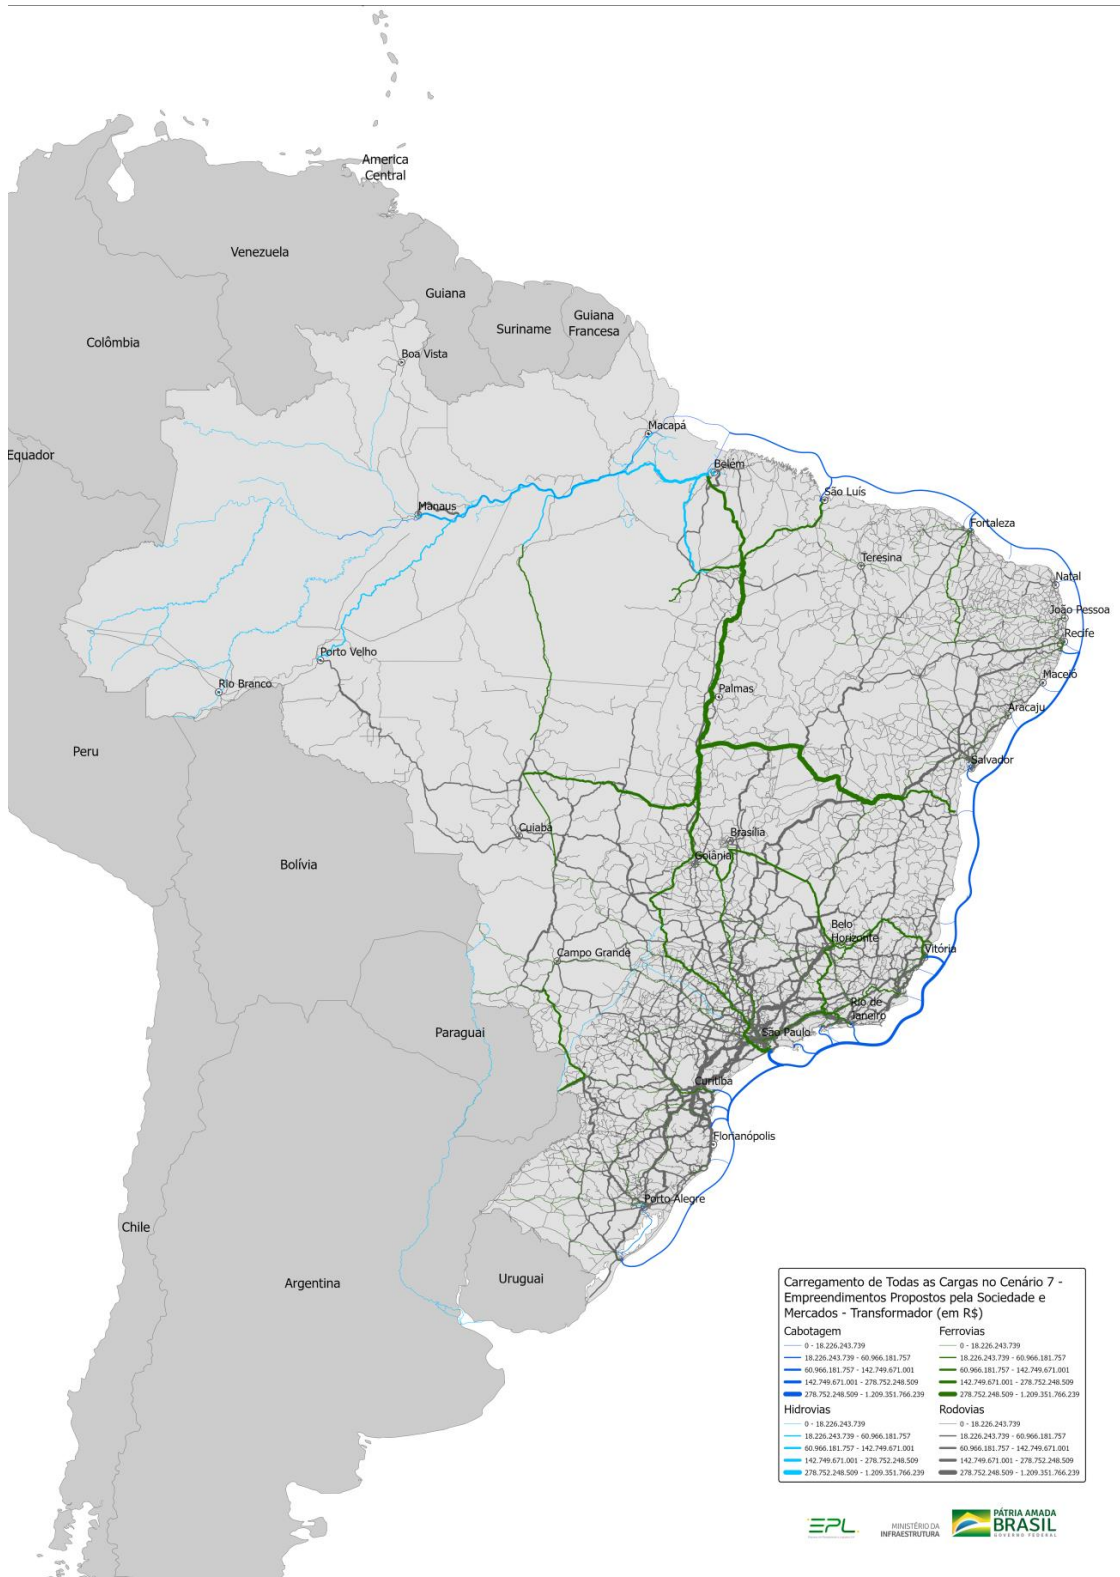 America
Central
Venezuela
Guiana
Suriname
Guiana
Francesa
Colômbia
Boa Vista
Macapá
Equador
Belém
São Luís
Manaus
Fortaleza
Teresina
Natal
João Pessoa
Recife
Porto Velho
Maceió
Rio Branco
Palmas
Aracaju
Peru
Salvador
Cuiabá
Brasília
Goiânia
Bolívia
Belo
Horizonte
Vitória
Campo Grande
Rio de
Janeiro
Paraguai
São Paulo
Curitiba
Florianópolis
Porto Alegre
Chile
Argentina
Uruguai
Carregamento de Todas as Cargas no Cenário 7 -
Empreendimentos Propostos pela Sociedade e
Mercados - Transformador (em R$)
Cabotagem
0 - 18.226.243.739
18.226.243.739 - 60.966.181.757
60.966.181.757 - 142.749.671.001
142.749.671.001 - 278.752.248.509
278.752.248.509 - 1.209.351.766.239
Ferrovias
0 - 18.226.243.739
18.226.243.739 - 60.966.181.757
60.966.181.757 - 142.749.671.001
142.749.671.001 - 278.752.248.509
278.752.248.509 - 1.209.351.766.239
Hidrovias
0 - 18.226.243.739
18.226.243.739 - 60.966.181.757
60.966.181.757 - 142.749.671.001
142.749.671.001 - 278.752.248.509
278.752.248.509 - 1.209.351.766.239
Rodovias
0 - 18.226.243.739
18.226.243.739 - 60.966.181.757
60.966.181.757 - 142.749.671.001
142.749.671.001 - 278.752.248.509
278.752.248.509 - 1.209.351.766.239
EPL
MINISTÉRIO DA
INFRAESTRUTURA
PÁTRIA AMADA
BRASIL
GOVERNO FEDERAL